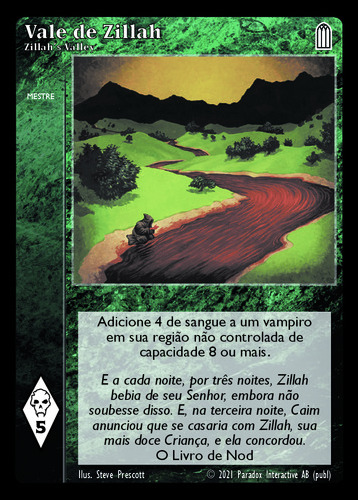 Vale de Zillah
Zillah's Valley
MESTRE
Adicione 4 de sangue a um vampiro
em sua região não controlada de
capacidade 8 ou mais.
E a cada noite, por três noites, Zillah
bebia de seu Senhor, embora não
soubesse disso. E, na terceira noite, Caim
anunciou que se casaria com Zillah, sua
mais doce Criança, e ela concordou.
O Livro de Nod
5
Ilus. Steve Prescott
© 2021 Paradox Interactive AB (publ)